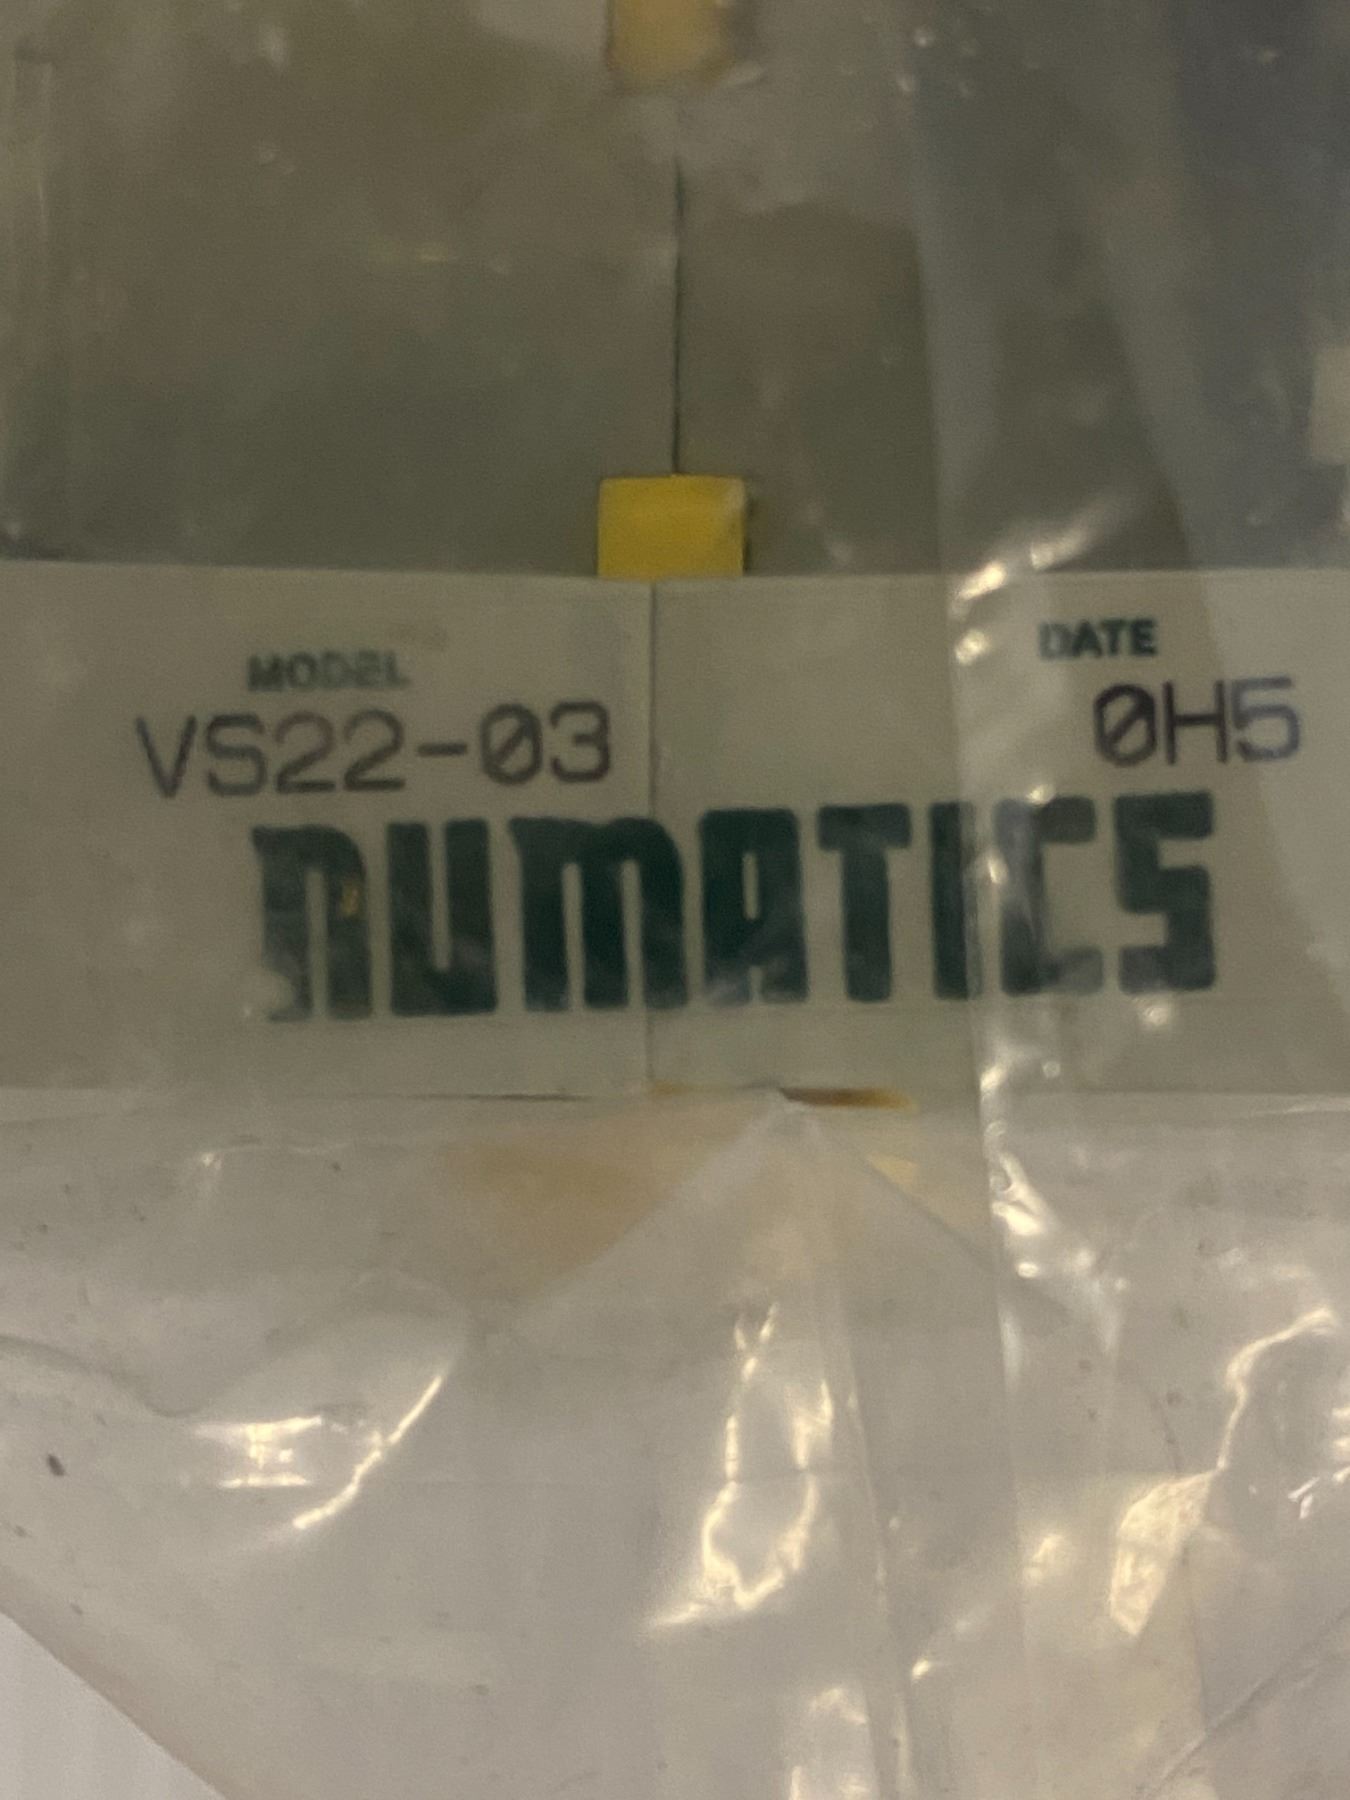 MODEL
DATE
VS22-03
0H5
NUMATICS